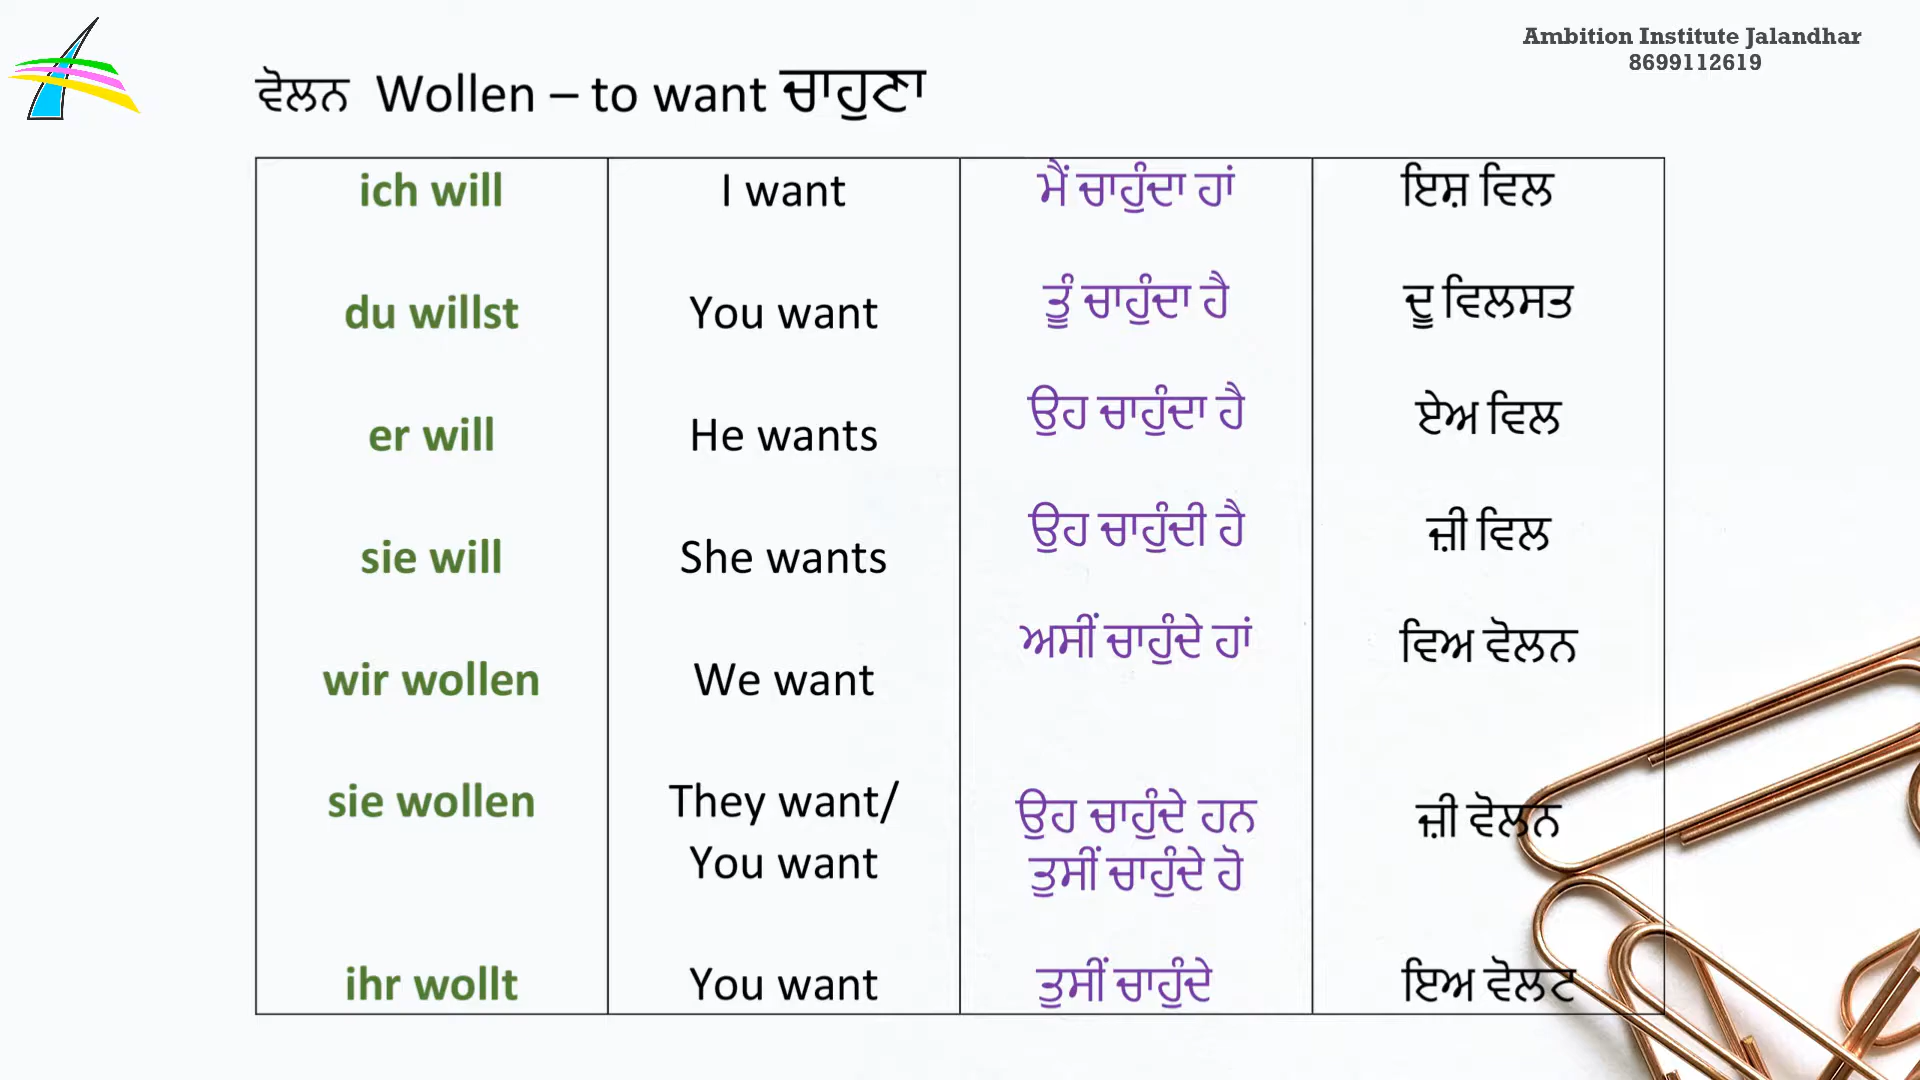 Ambition Institute Jalandhar
8699112619
ਵੋਲਨ Wollen – to want ਚਾਹੁਣਾ
ich will I want ਮੈਂ ਚਾਹੁੰਦਾ ਹਾਂ ਇਸ਼ ਵਿਲ
du willst You want ਤੂੰ ਚਾਹੁੰਦਾ ਹੈ ਦੂ ਵਿਲਸਤ
er will He wants ਉਹ ਚਾਹੁੰਦਾ ਹੈ ਏਅ ਵਿਲ
sie will She wants ਉਹ ਚਾਹੁੰਦੀ ਹੈ ਜ਼ੀ ਵਿਲ
wir wollen We want ਅਸੀਂ ਚਾਹੁੰਦੇ ਹਾਂ ਵਿਅ ਵੋਲਨ
sie wollen They want/ ਉਹ ਚਾਹੁੰਦੇ ਹਨ ਜ਼ੀ ਵੋਲਨ
You want ਤੁਸੀਂ ਚਾਹੁੰਦੇ ਹੋ
ihr wollt You want ਤੁਸੀਂ ਚਾਹੁੰਦੇ ਇਅ ਵੋਲਟ